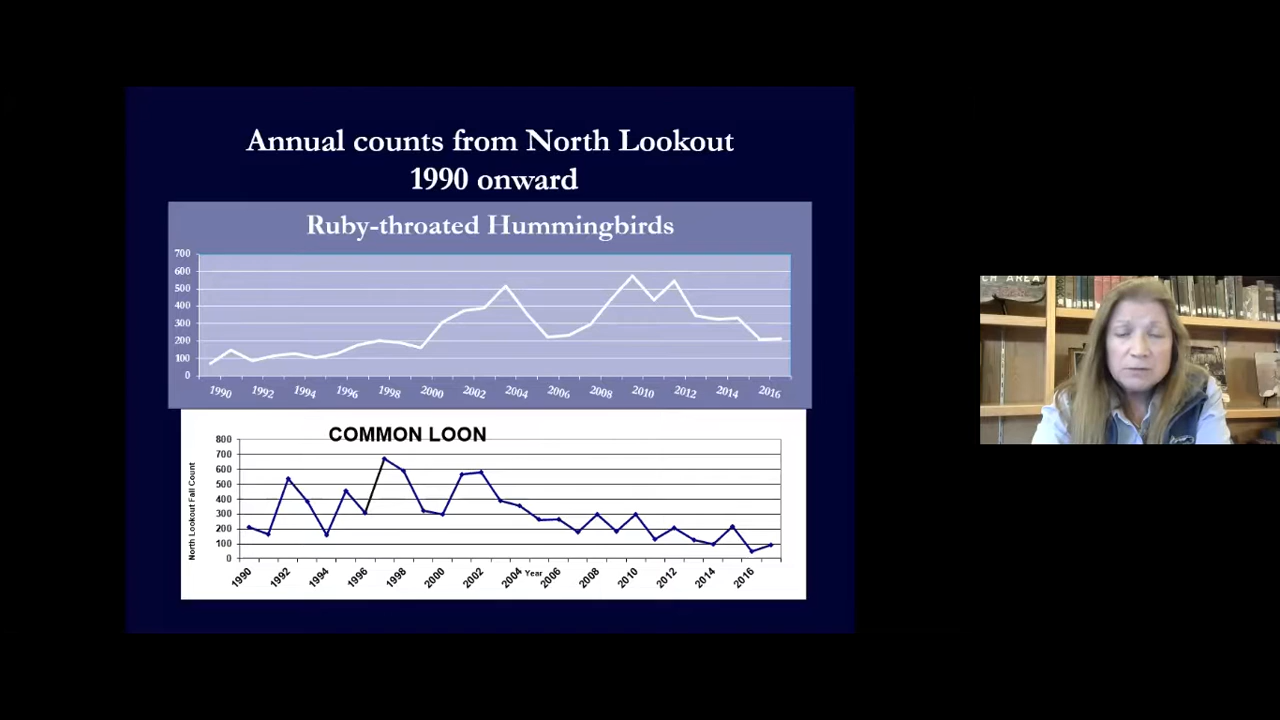 Annual counts from North Lookout
1990 onward
Ruby-throated Hummingbirds
700
600
500
400
300
200
100
0
1990 1992 1994 1996 1998 2000 2002 2004 2006 2008 2010 2012 2014 2016
COMMON LOON
North Lookout Fall Count
800
700
600
500
400
300
200
100
0
1990 1992 1994 1996 1998 2000 2002 2004 2006 2008 2010 2012 2014 2016
Year
AREA